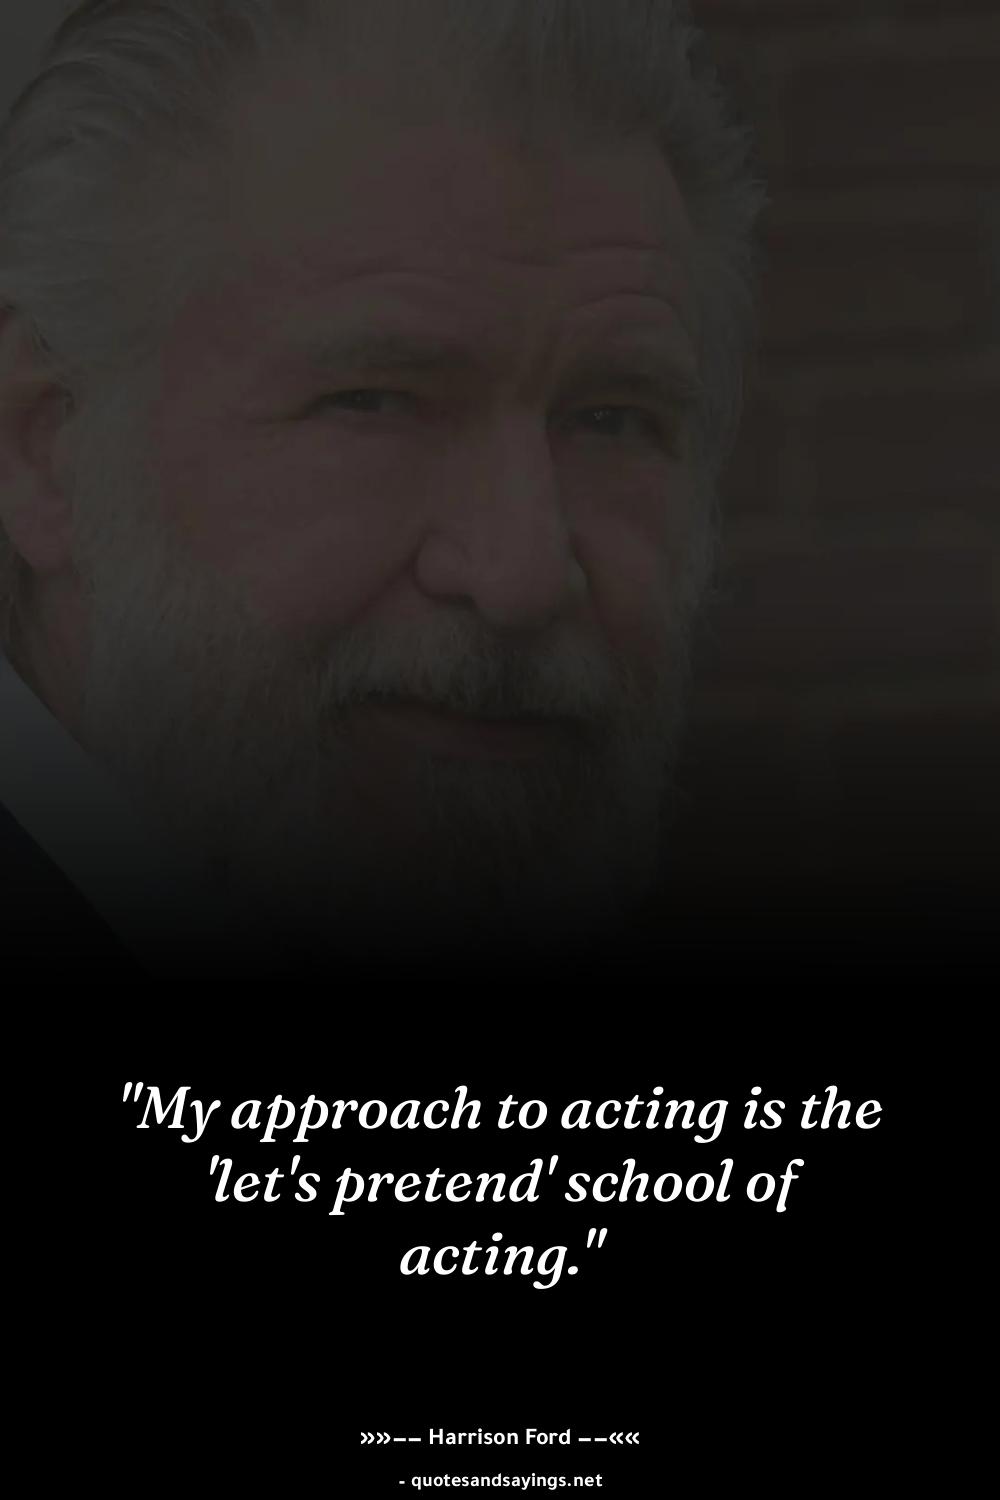 "My approach to acting is the
'let's pretend' school of
acting."
»»–– Harrison Ford ––««
- quotesandsayings.net